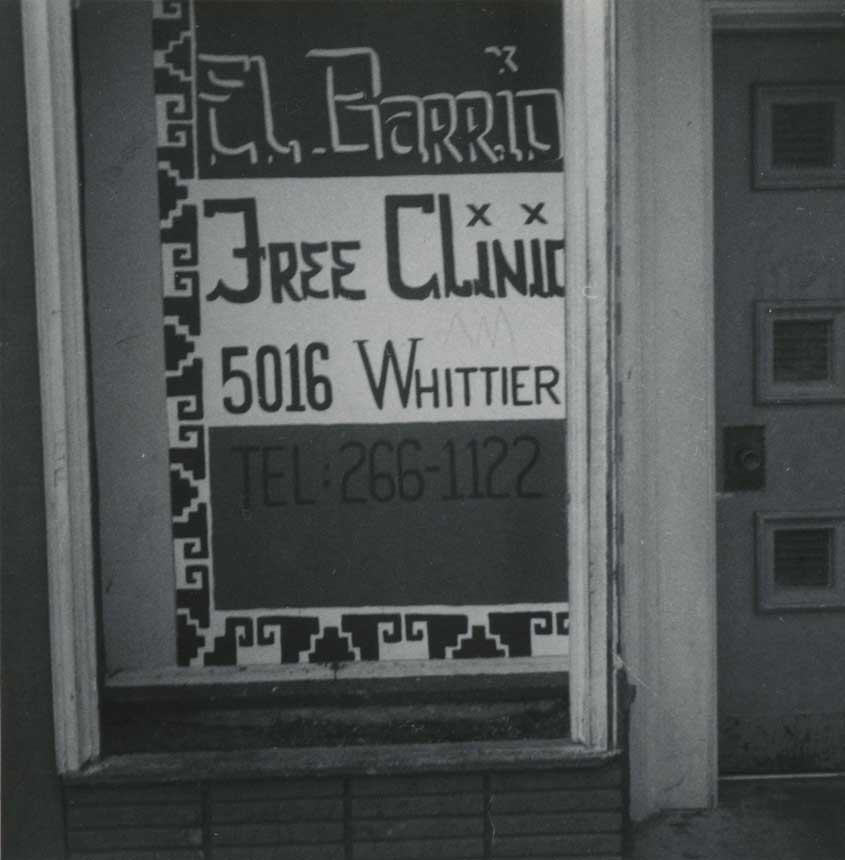 El Barrio
Free Clinic
5016 Whittier
TEL: 266-1122